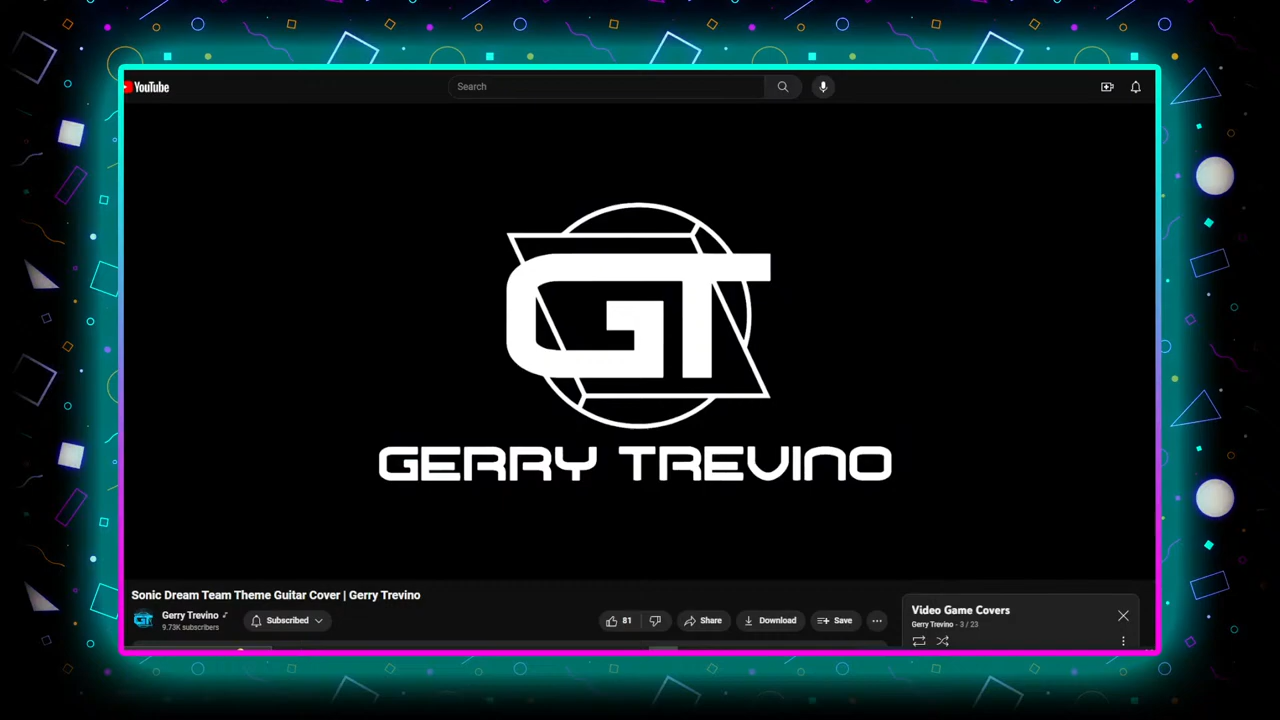 YouTube
Search
GT
GERRY TREVINO
Sonic Dream Team Theme Guitar Cover | Gerry Trevino
GT
Gerry Trevino
9.73K subscribers
Subscribed
81
Share
Download
Save
Video Game Covers
Gerry Trevino - 3 / 23